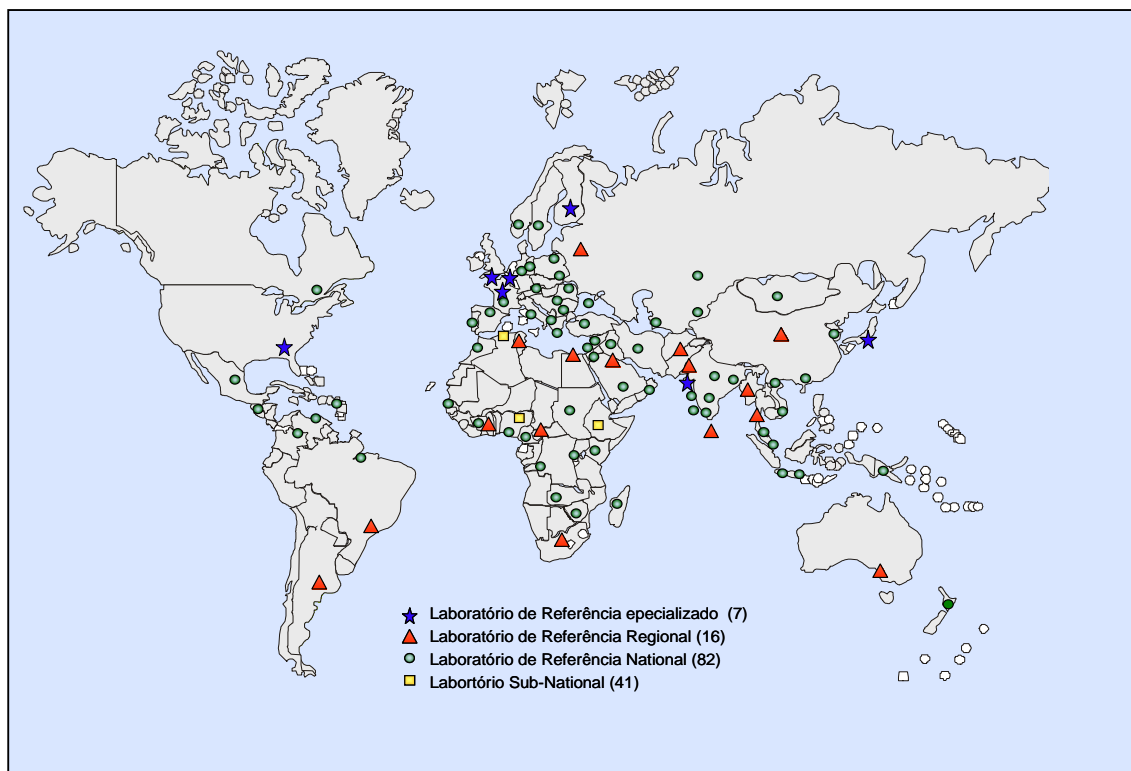 Laboratório de Referência epecializado (7)
Laboratório de Referência Regional (16)
Laboratório de Referência National (82)
Labortório Sub-National (41)